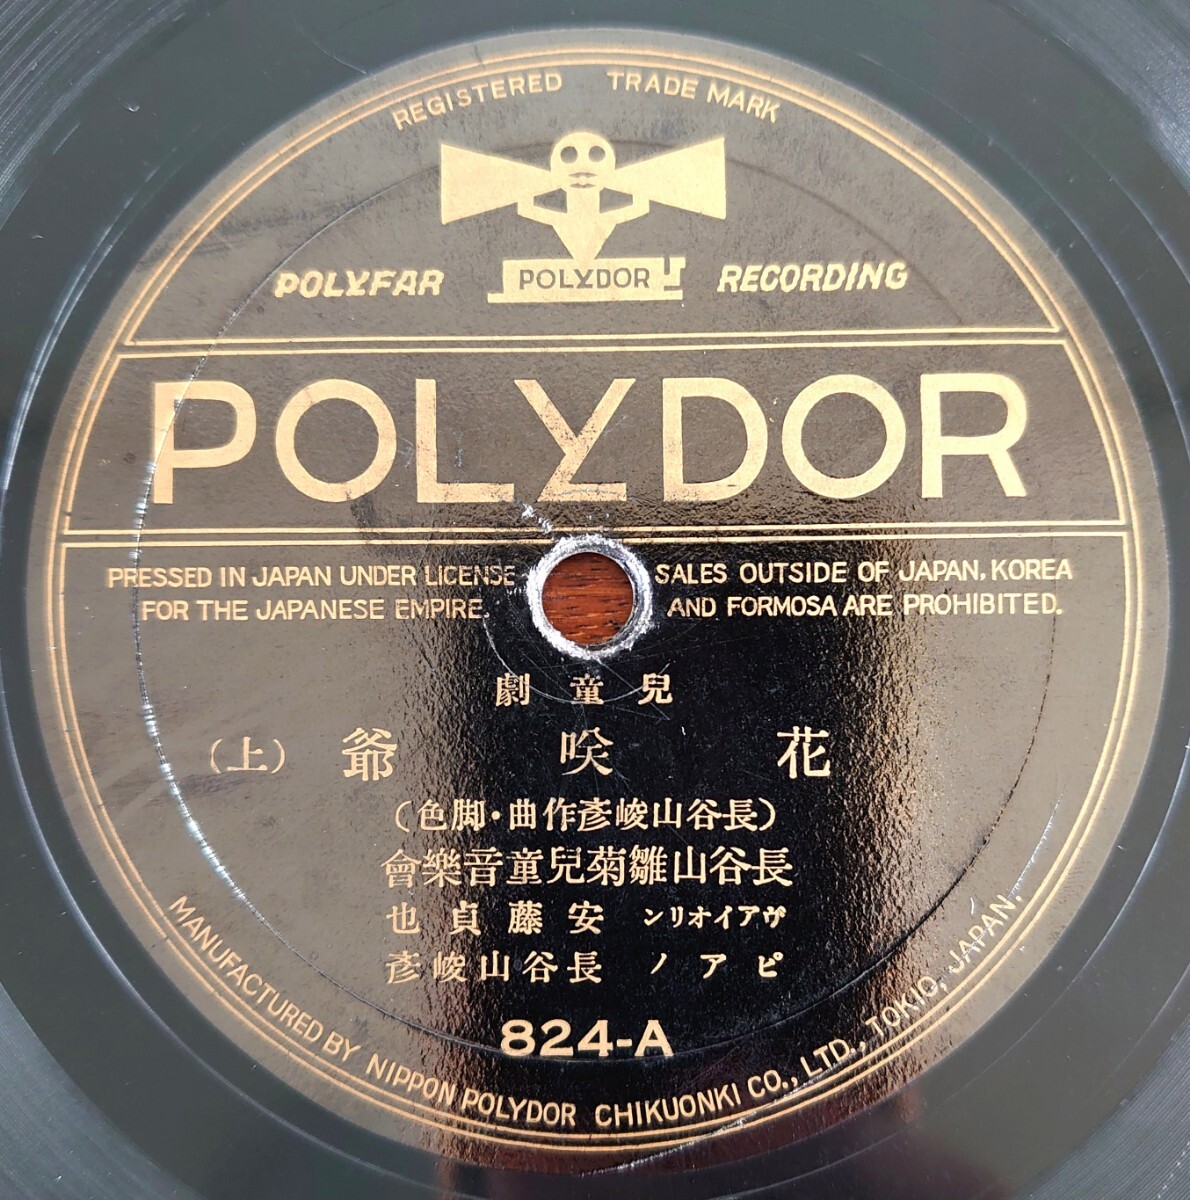 REGISTERED TRADE MARK
POLYFAR POLYDOR RECORDING
POLYDOR
PRESSED IN JAPAN UNDER LICENSE
FOR THE JAPANESE EMPIRE.
SALES OUTSIDE OF JAPAN, KOREA
AND FORMOSA ARE PROHIBITED.
兒童劇
花咲爺 (上)
(長谷山峻彥作曲・脚色)
長谷山雛菊兒童音樂會
ヴアイオリン 安藤貞也
ピアノ 長谷山峻彥
824-A
MANUFACTURED BY NIPPON POLYDOR CHIKUONKI CO., LTD., TOKIO, JAPAN.